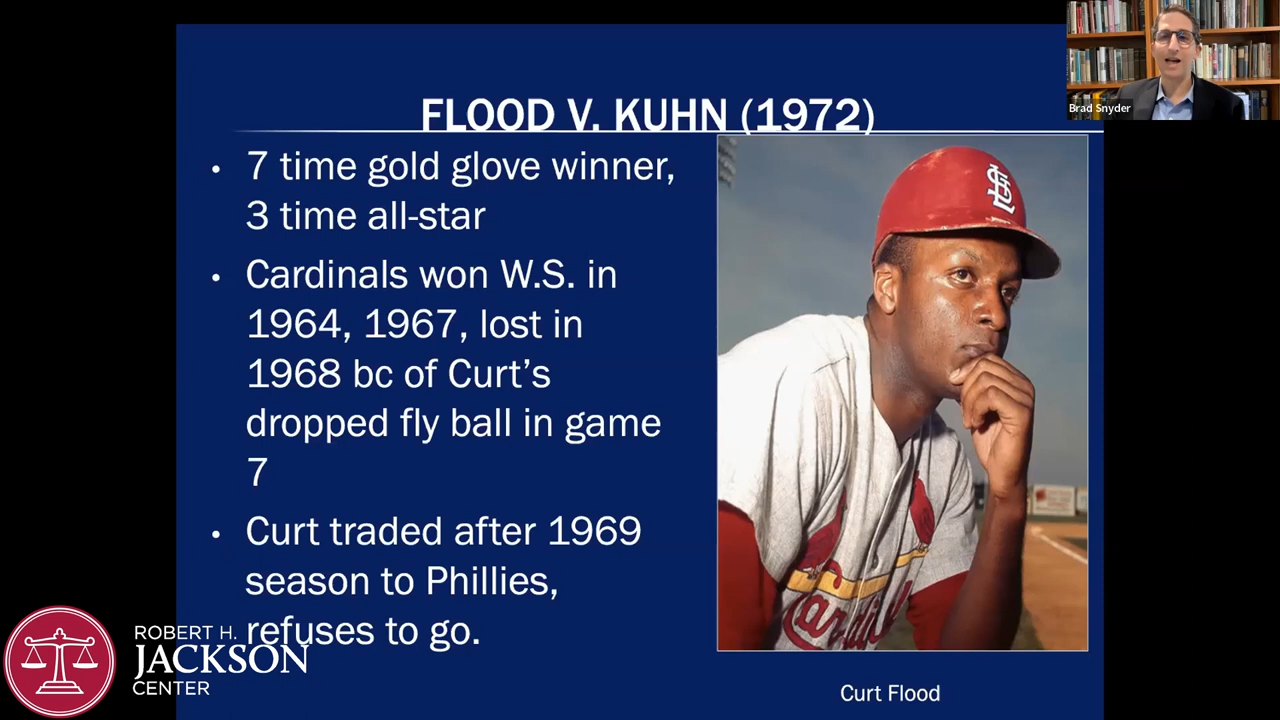 FLOOD V. KUHN (1972)
• 7 time gold glove winner,
3 time all-star
• Cardinals won W.S. in
1964, 1967, lost in
1968 bc of Curt’s
dropped fly ball in game
7
• Curt traded after 1969
season to Phillies,
refuses to go.
StL
Cardinals
Curt Flood
Brad Snyder
ROBERT H.
JACKSON
CENTER